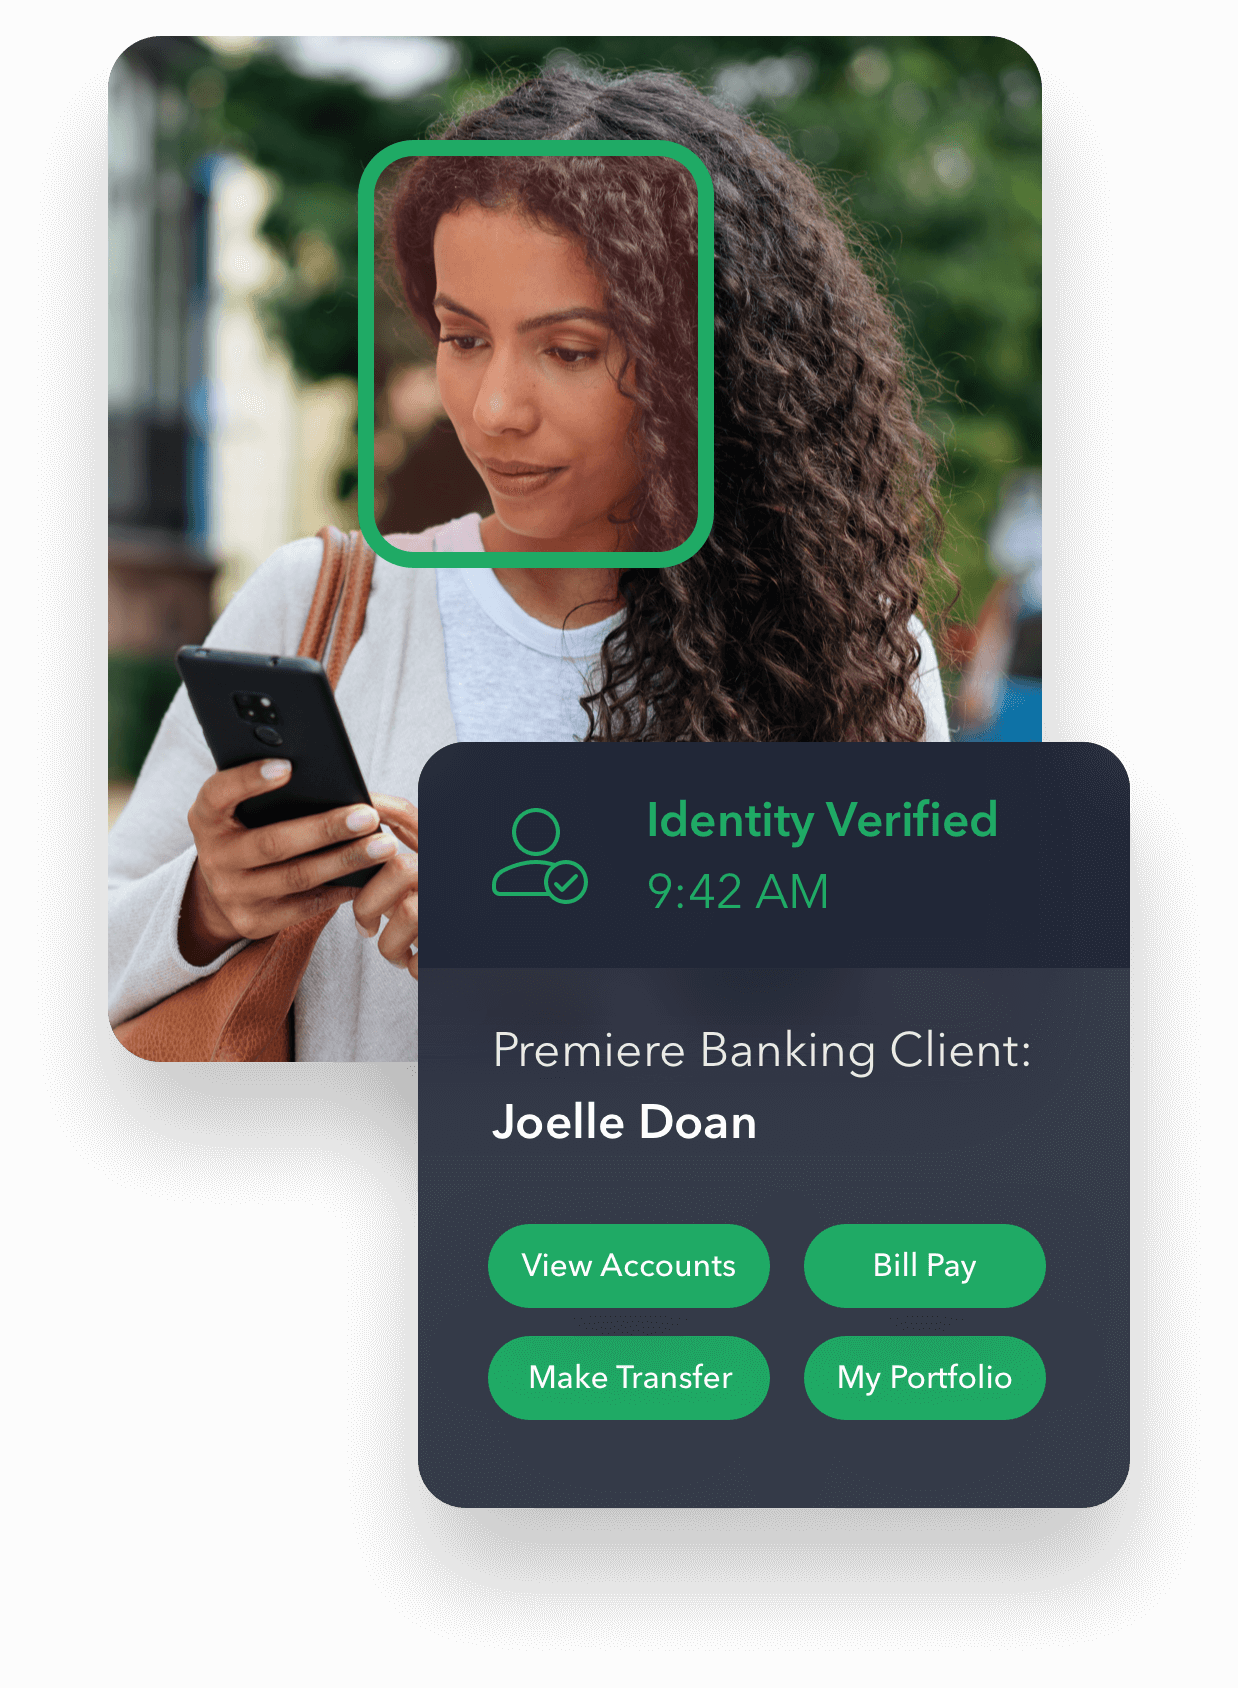 Identity Verified
9:42 AM
Premiere Banking Client:
Joelle Doan
View Accounts
Bill Pay
Make Transfer
My Portfolio